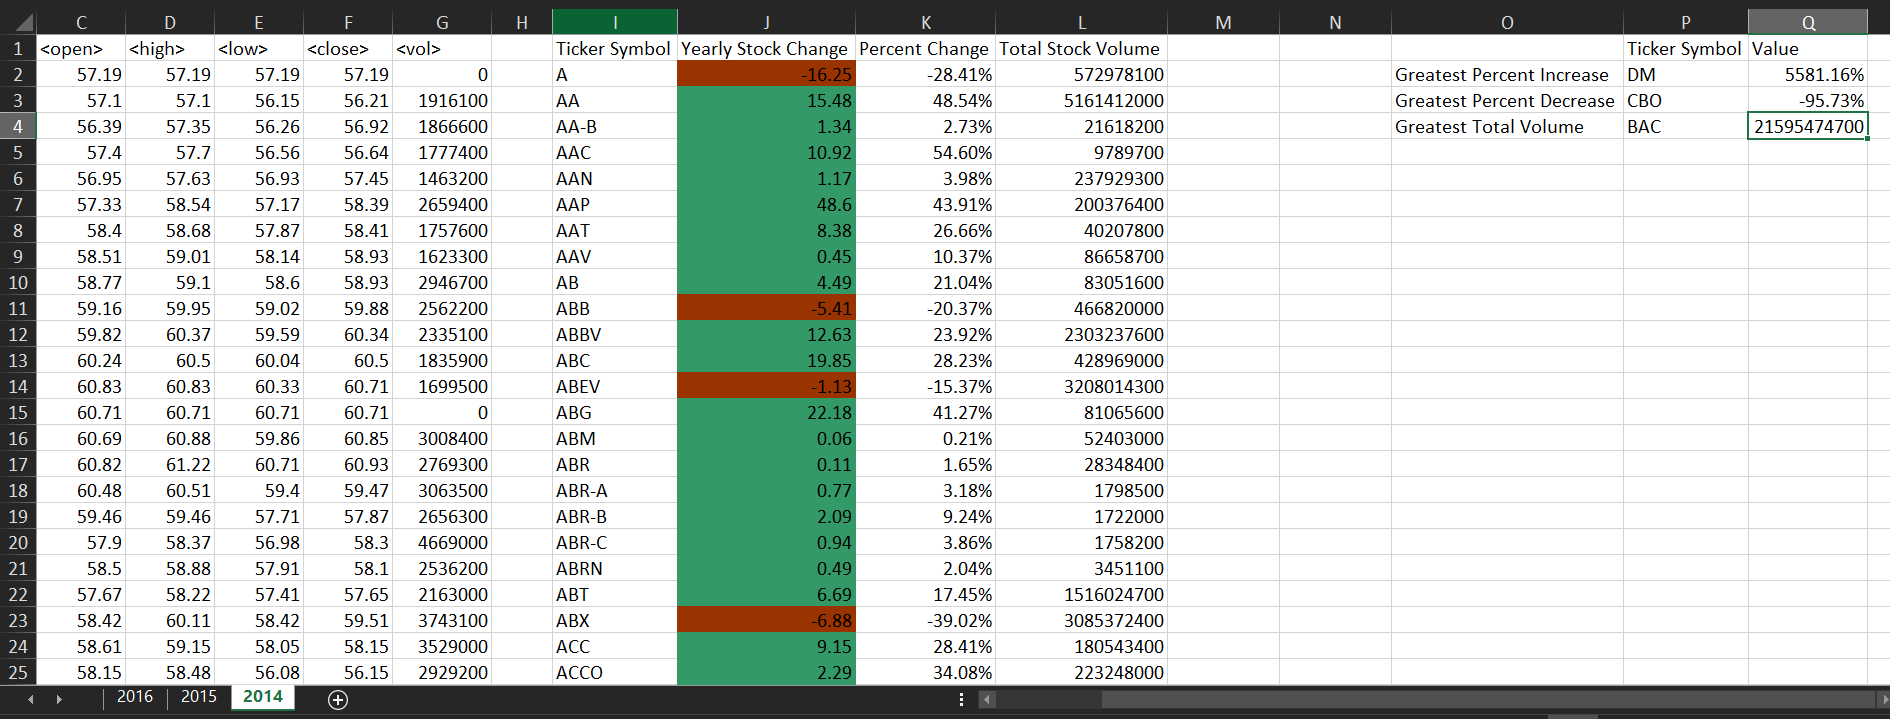 C D E F G H I J K L M N O P Q
1 <open> <high> <low> <close> <vol> Ticker Symbol Yearly Stock Change Percent Change Total Stock Volume Ticker Symbol Value
2 57.19 57.19 57.19 57.19 0 A -16.25 -28.41% 572978100 Greatest Percent Increase DM 5581.16%
3 57.1 57.1 56.15 56.21 1916100 AA 15.48 48.54% 5161412000 Greatest Percent Decrease CBO -95.73%
4 56.39 57.35 56.26 56.92 1866600 AA-B 1.34 2.73% 21618200 Greatest Total Volume BAC 21595474700
5 57.4 57.7 56.56 56.64 1777400 AAC 10.92 54.60% 9789700
6 56.95 57.63 56.93 57.45 1463200 AAN 1.17 3.98% 237929300
7 57.33 58.54 57.17 58.39 2659400 AAP 48.6 43.91% 200376400
8 58.4 58.68 57.87 58.41 1757600 AAT 8.38 26.66% 40207800
9 58.51 59.01 58.14 58.93 1623300 AAV 0.45 10.37% 86658700
10 58.77 59.1 58.6 58.93 2946700 AB 4.49 21.04% 83051600
11 59.16 59.95 59.02 59.88 2562200 ABB -5.41 -20.37% 466820000
12 59.82 60.37 59.59 60.34 2335100 ABBV 12.63 23.92% 2303237600
13 60.24 60.5 60.04 60.5 1835900 ABC 19.85 28.23% 428969000
14 60.83 60.83 60.33 60.71 1699500 ABEV -1.13 -15.37% 3208014300
15 60.71 60.71 60.71 60.71 0 ABG 22.18 41.27% 81065600
16 60.69 60.88 59.86 60.85 3008400 ABM 0.06 0.21% 52403000
17 60.82 61.22 60.71 60.93 2769300 ABR 0.11 1.65% 28348400
18 60.48 60.51 59.4 59.47 3063500 ABR-A 0.77 3.18% 1798500
19 59.46 59.46 57.71 57.87 2656300 ABR-B 2.09 9.24% 1722000
20 57.9 58.37 56.98 58.3 4669000 ABR-C 0.94 3.86% 1758200
21 58.5 58.88 57.91 58.1 2536200 ABRN 0.49 2.04% 3451100
22 57.67 58.22 57.41 57.65 2163000 ABT 6.69 17.45% 1516024700
23 58.42 60.11 58.42 59.51 3743100 ABX -6.88 -39.02% 3085372400
24 58.61 59.15 58.05 58.15 3529000 ACC 9.15 28.41% 180543400
25 58.15 58.48 56.08 56.15 2929200 ACCO 2.29 34.08% 223248000
2016 2015 2014